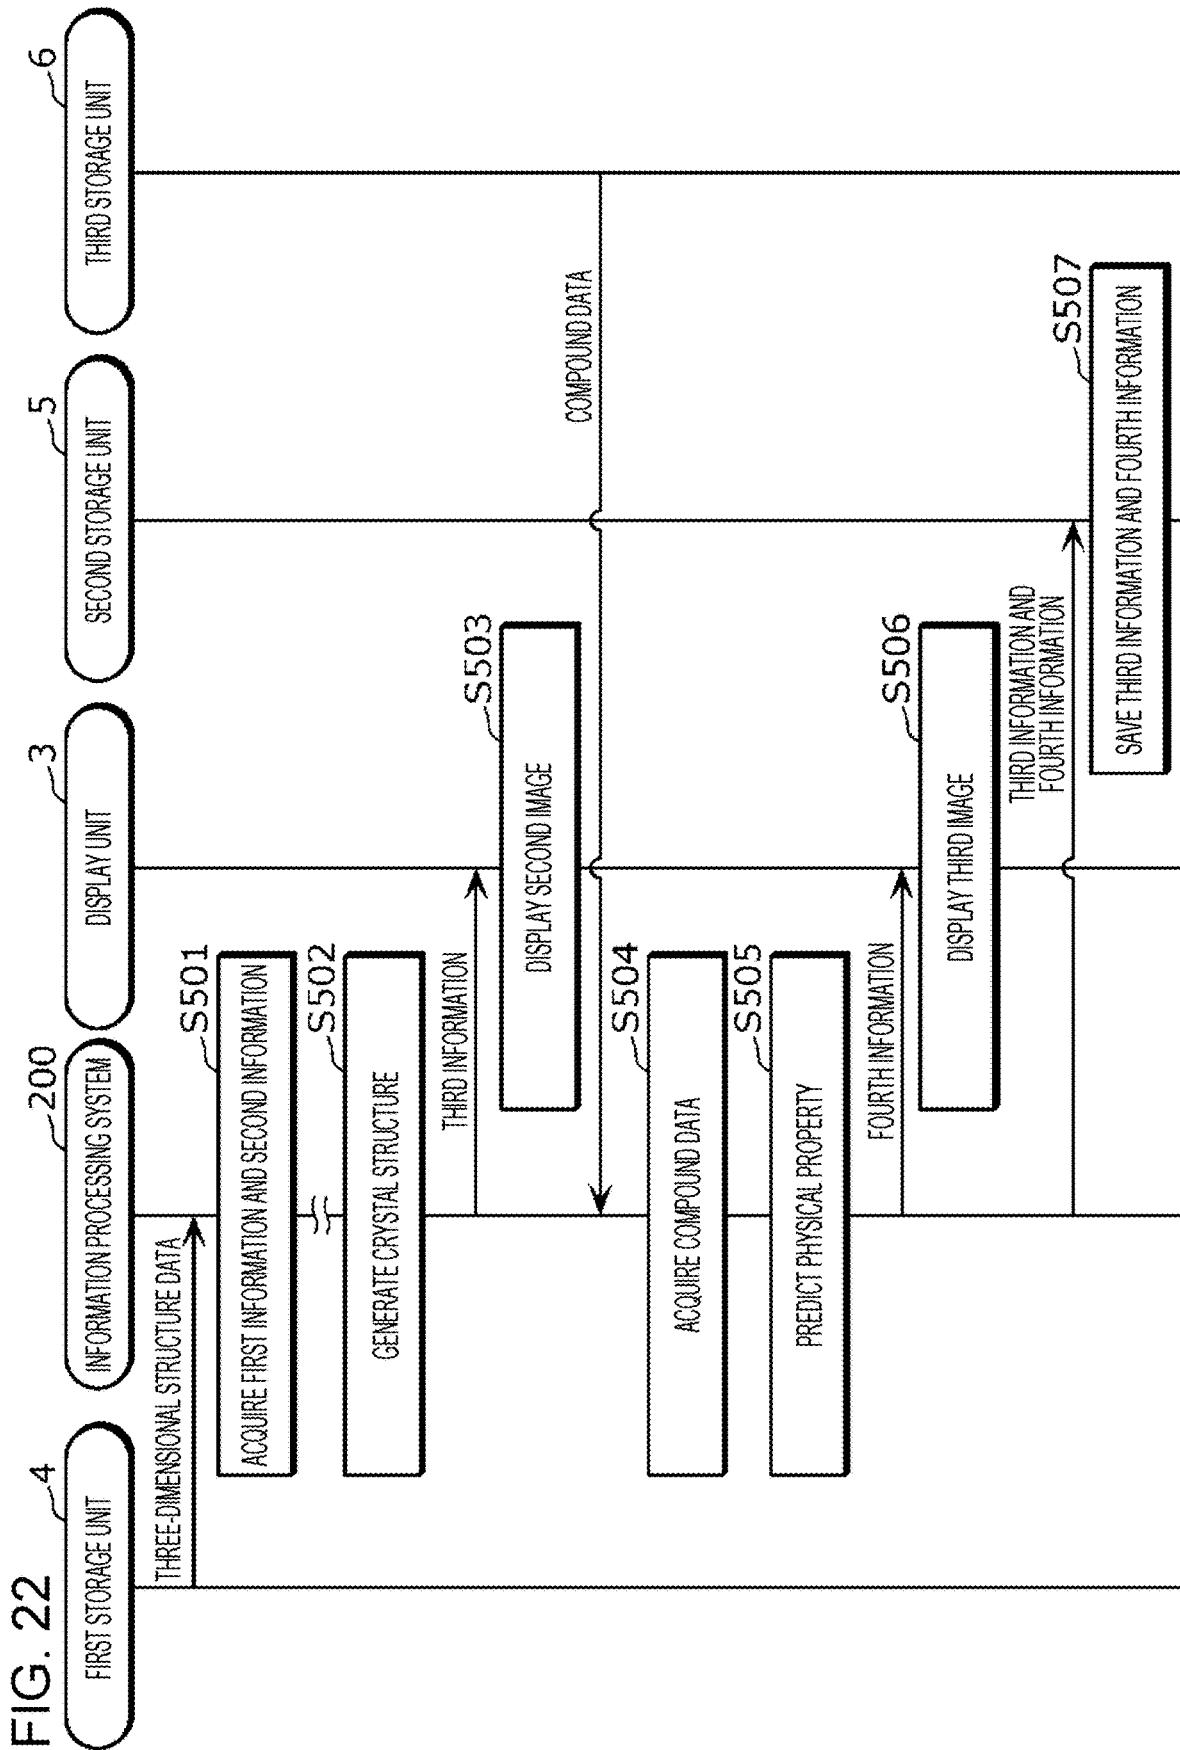 FIG. 22
4
200
3
5
6
FIRST STORAGE UNIT
INFORMATION PROCESSING SYSTEM
DISPLAY UNIT
SECOND STORAGE UNIT
THIRD STORAGE UNIT
THREE-DIMENSIONAL STRUCTURE DATA
S501
ACQUIRE FIRST INFORMATION AND SECOND INFORMATION
S502
GENERATE CRYSTAL STRUCTURE
THIRD INFORMATION
S503
DISPLAY SECOND IMAGE
COMPOUND DATA
S504
ACQUIRE COMPOUND DATA
S505
PREDICT PHYSICAL PROPERTY
FOURTH INFORMATION
S506
DISPLAY THIRD IMAGE
THIRD INFORMATION AND
FOURTH INFORMATION
S507
SAVE THIRD INFORMATION AND FOURTH INFORMATION